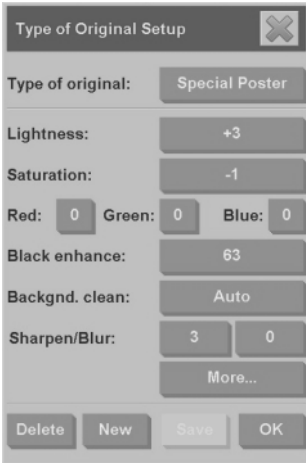 Type of Original Setup
Type of original: Special Poster
Lightness: +3
Saturation: -1
Red: 0 Green: 0 Blue: 0
Black enhance: 63
Backgnd. clean: Auto
Sharpen/Blur: 3 0
More...
Delete New Save OK